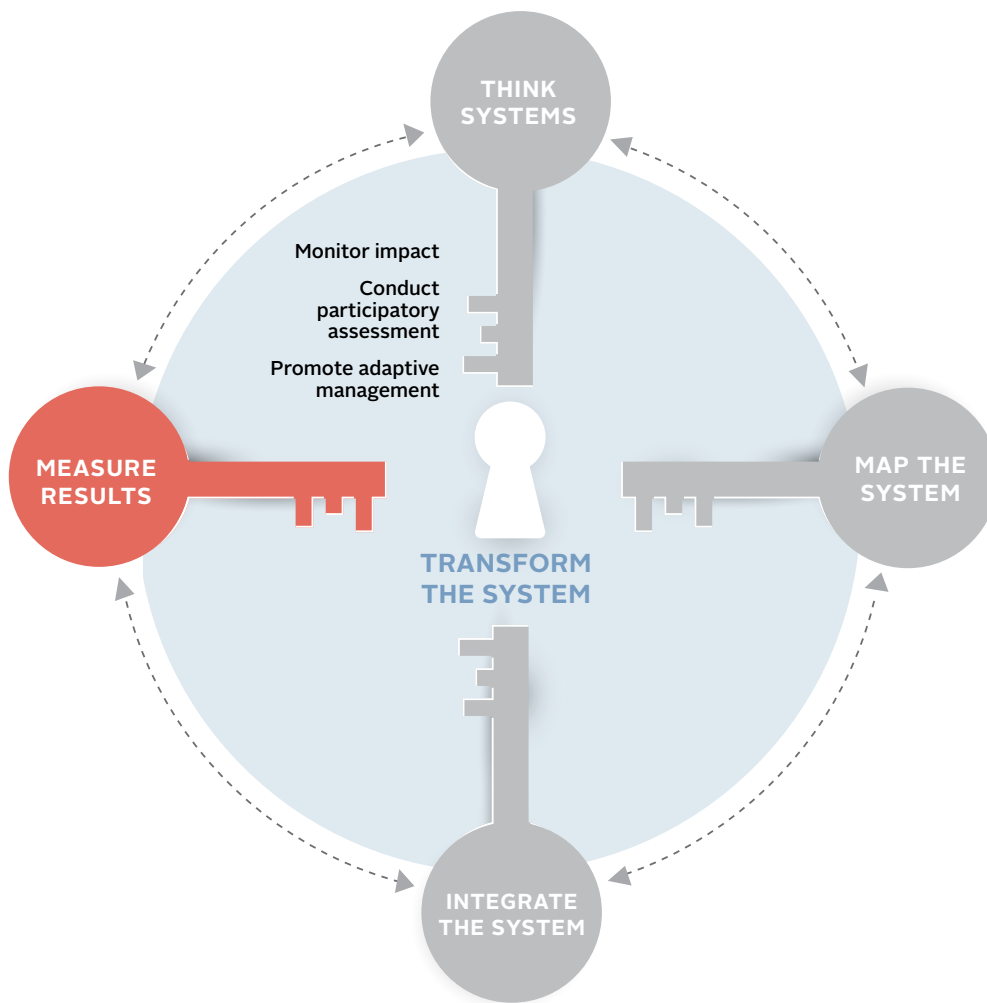 THINK
SYSTEMS
Monitor impact
Conduct
participatory
assessment
Promote adaptive
management
MEASURE
RESULTS
MAP THE
SYSTEM
TRANSFORM
THE SYSTEM
INTEGRATE
THE SYSTEM